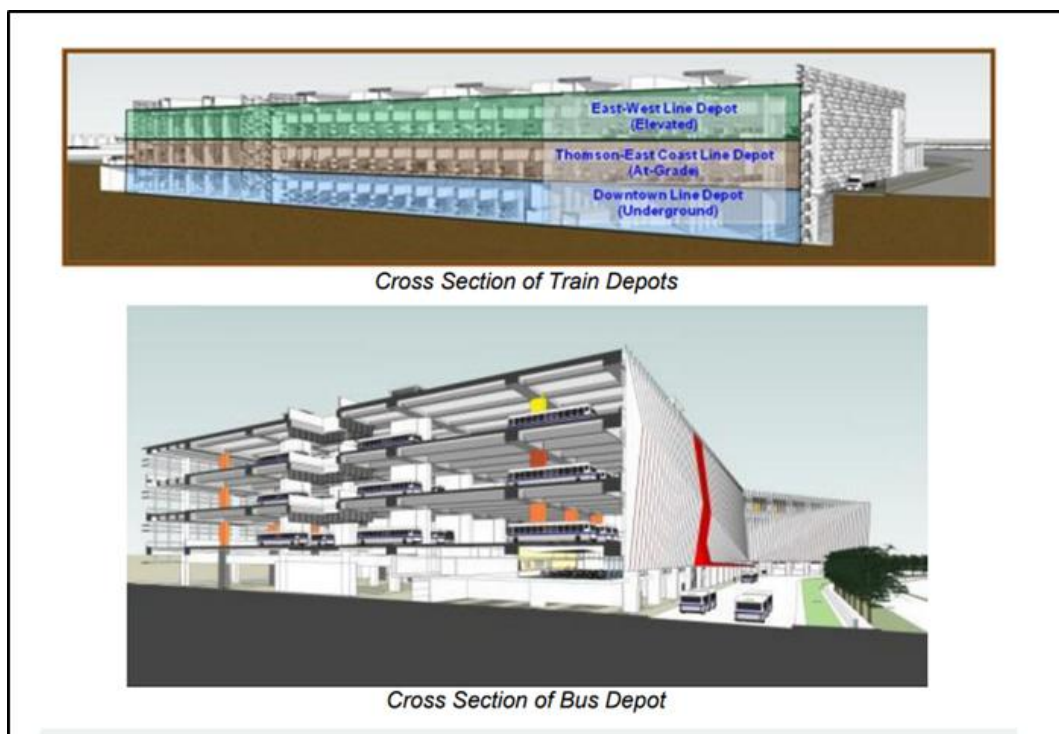 East-West Line Depot
(Elevated)
Thomson-East Coast Line Depot
(At-Grade)
Downtown Line Depot
(Underground)
Cross Section of Train Depots
Cross Section of Bus Depot